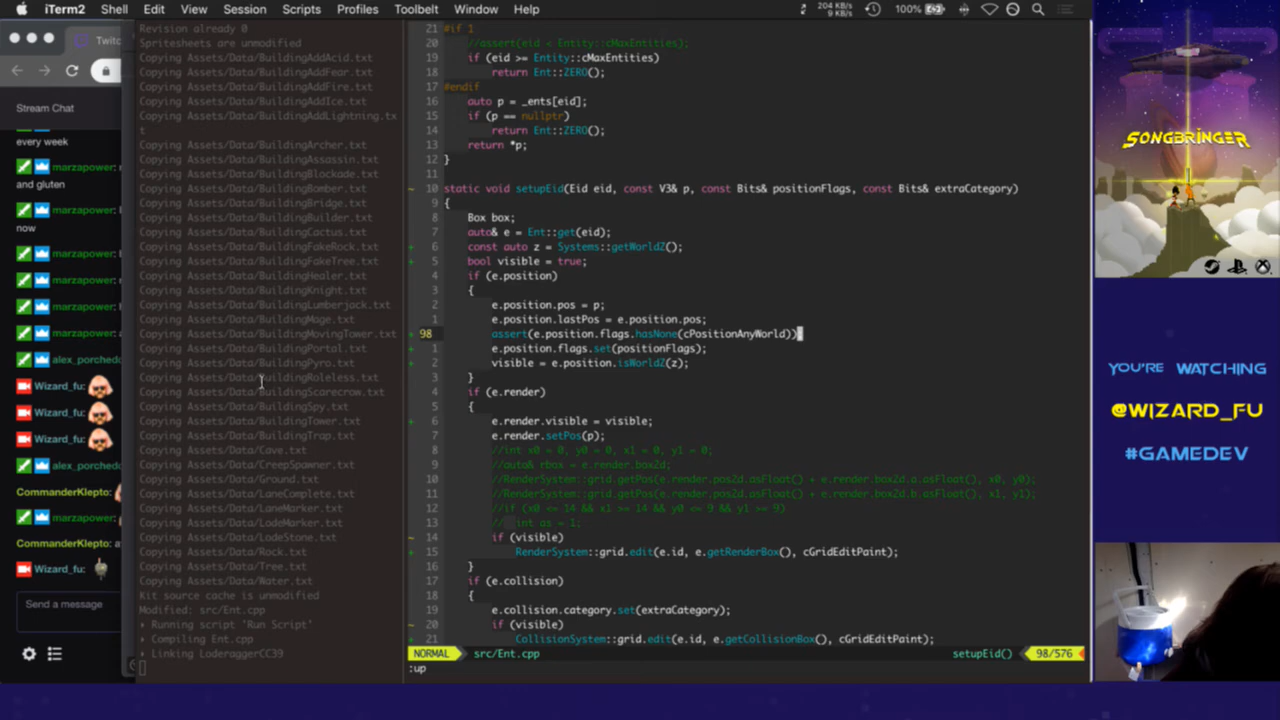 iTerm2 Shell Edit View Session Scripts Profiles Toolbelt Window Help
204 KB/s
9 KB/s
100%
Twitc
Stream Chat
every week
marzapower:
and gluten
marzapower:
now
marzapower:
marzapower:
marzapower:
marzapower:
alex_porchedo
Wizard_fu:
Wizard_fu:
Wizard_fu:
alex_porchedo
CommanderKlepto:
marzapower:
CommanderKlepto:
Wizard_fu:
Send a message
Revision already 0
Spritesheets are unmodified
Copying Assets/Data/BuildingAddAcid.txt
Copying Assets/Data/BuildingAddFear.txt
Copying Assets/Data/BuildingAddFire.txt
Copying Assets/Data/BuildingAddIce.txt
Copying Assets/Data/BuildingAddLightning.tx
t
Copying Assets/Data/BuildingArcher.txt
Copying Assets/Data/BuildingAssassin.txt
Copying Assets/Data/BuildingBlockade.txt
Copying Assets/Data/BuildingBomber.txt
Copying Assets/Data/BuildingBridge.txt
Copying Assets/Data/BuildingBuilder.txt
Copying Assets/Data/BuildingCactus.txt
Copying Assets/Data/BuildingFakeRock.txt
Copying Assets/Data/BuildingFakeTree.txt
Copying Assets/Data/BuildingHealer.txt
Copying Assets/Data/BuildingKnight.txt
Copying Assets/Data/BuildingLumberjack.txt
Copying Assets/Data/BuildingMage.txt
Copying Assets/Data/BuildingMovingTower.txt
Copying Assets/Data/BuildingPortal.txt
Copying Assets/Data/BuildingPyro.txt
Copying Assets/Data/BuildingRoleless.txt
Copying Assets/Data/BuildingScarecrow.txt
Copying Assets/Data/BuildingSpy.txt
Copying Assets/Data/BuildingTower.txt
Copying Assets/Data/BuildingTrap.txt
Copying Assets/Data/Cave.txt
Copying Assets/Data/CreepSpawner.txt
Copying Assets/Data/Ground.txt
Copying Assets/Data/LaneComplete.txt
Copying Assets/Data/LaneMarker.txt
Copying Assets/Data/LodeMarker.txt
Copying Assets/Data/LodeStone.txt
Copying Assets/Data/Rock.txt
Copying Assets/Data/Tree.txt
Copying Assets/Data/Water.txt
Kit source cache is unmodified
Modified: src/Ent.cpp
› Running script 'Run Script'
› Compiling Ent.cpp
› Linking LoderaggerCC39
21 #if 1
20 //assert(eid < Entity::cMaxEntities);
19 if (eid >= Entity::cMaxEntities)
18 return Ent::ZERO();
17 #endif
16 auto p = _ents[eid];
15 if (p == nullptr)
14 return Ent::ZERO();
13 return *p;
12 }
11
~ 10 static void setupEid(Eid eid, const V3& p, const Bits& positionFlags, const Bits& extraCategory)
9 {
8 Box box;
7 auto& e = Ent::get(eid);
+ 6 const auto z = Systems::getWorldZ();
+ 5 bool visible = true;
4 if (e.position)
3 {
2 e.position.pos = p;
1 e.position.lastPos = e.position.pos;
+ 98 assert(e.position.flags.hasNone(cPositionAnyWorld))
+ 1 e.position.flags.set(positionFlags);
+ 2 visible = e.position.isWorldZ(z);
3 }
4 if (e.render)
5 {
+ 6 e.render.visible = visible;
7 e.render.setPos(p);
8 //int x0 = 0, y0 = 0, x1 = 0, y1 = 0;
9 //auto& rbox = e.render.box2d;
10 //RenderSystem::grid.getPos(e.render.pos2d.asFloat() + e.render.box2d.a.asFloat(), x0, y0);
11 //RenderSystem::grid.getPos(e.render.pos2d.asFloat() + e.render.box2d.b.asFloat(), x1, y1);
12 //if (x0 <= 14 && x1 >= 14 && y0 <= 9 && y1 >= 9)
13 // int as = 1;
~ 14 if (visible)
+ 15 RenderSystem::grid.edit(e.id, e.getRenderBox(), cGridEditPaint);
16 }
17 if (e.collision)
18 {
19 e.collision.category.set(extraCategory);
~ 20 if (visible)
+ 21 CollisionSystem::grid.edit(e.id, e.getCollisionBox(), cGridEditPaint);
NORMAL src/Ent.cpp setupEid() 98/576
:up
SONGBRINGER
YOU'RE WATCHING
@WIZARD_FU
#GAMEDEV